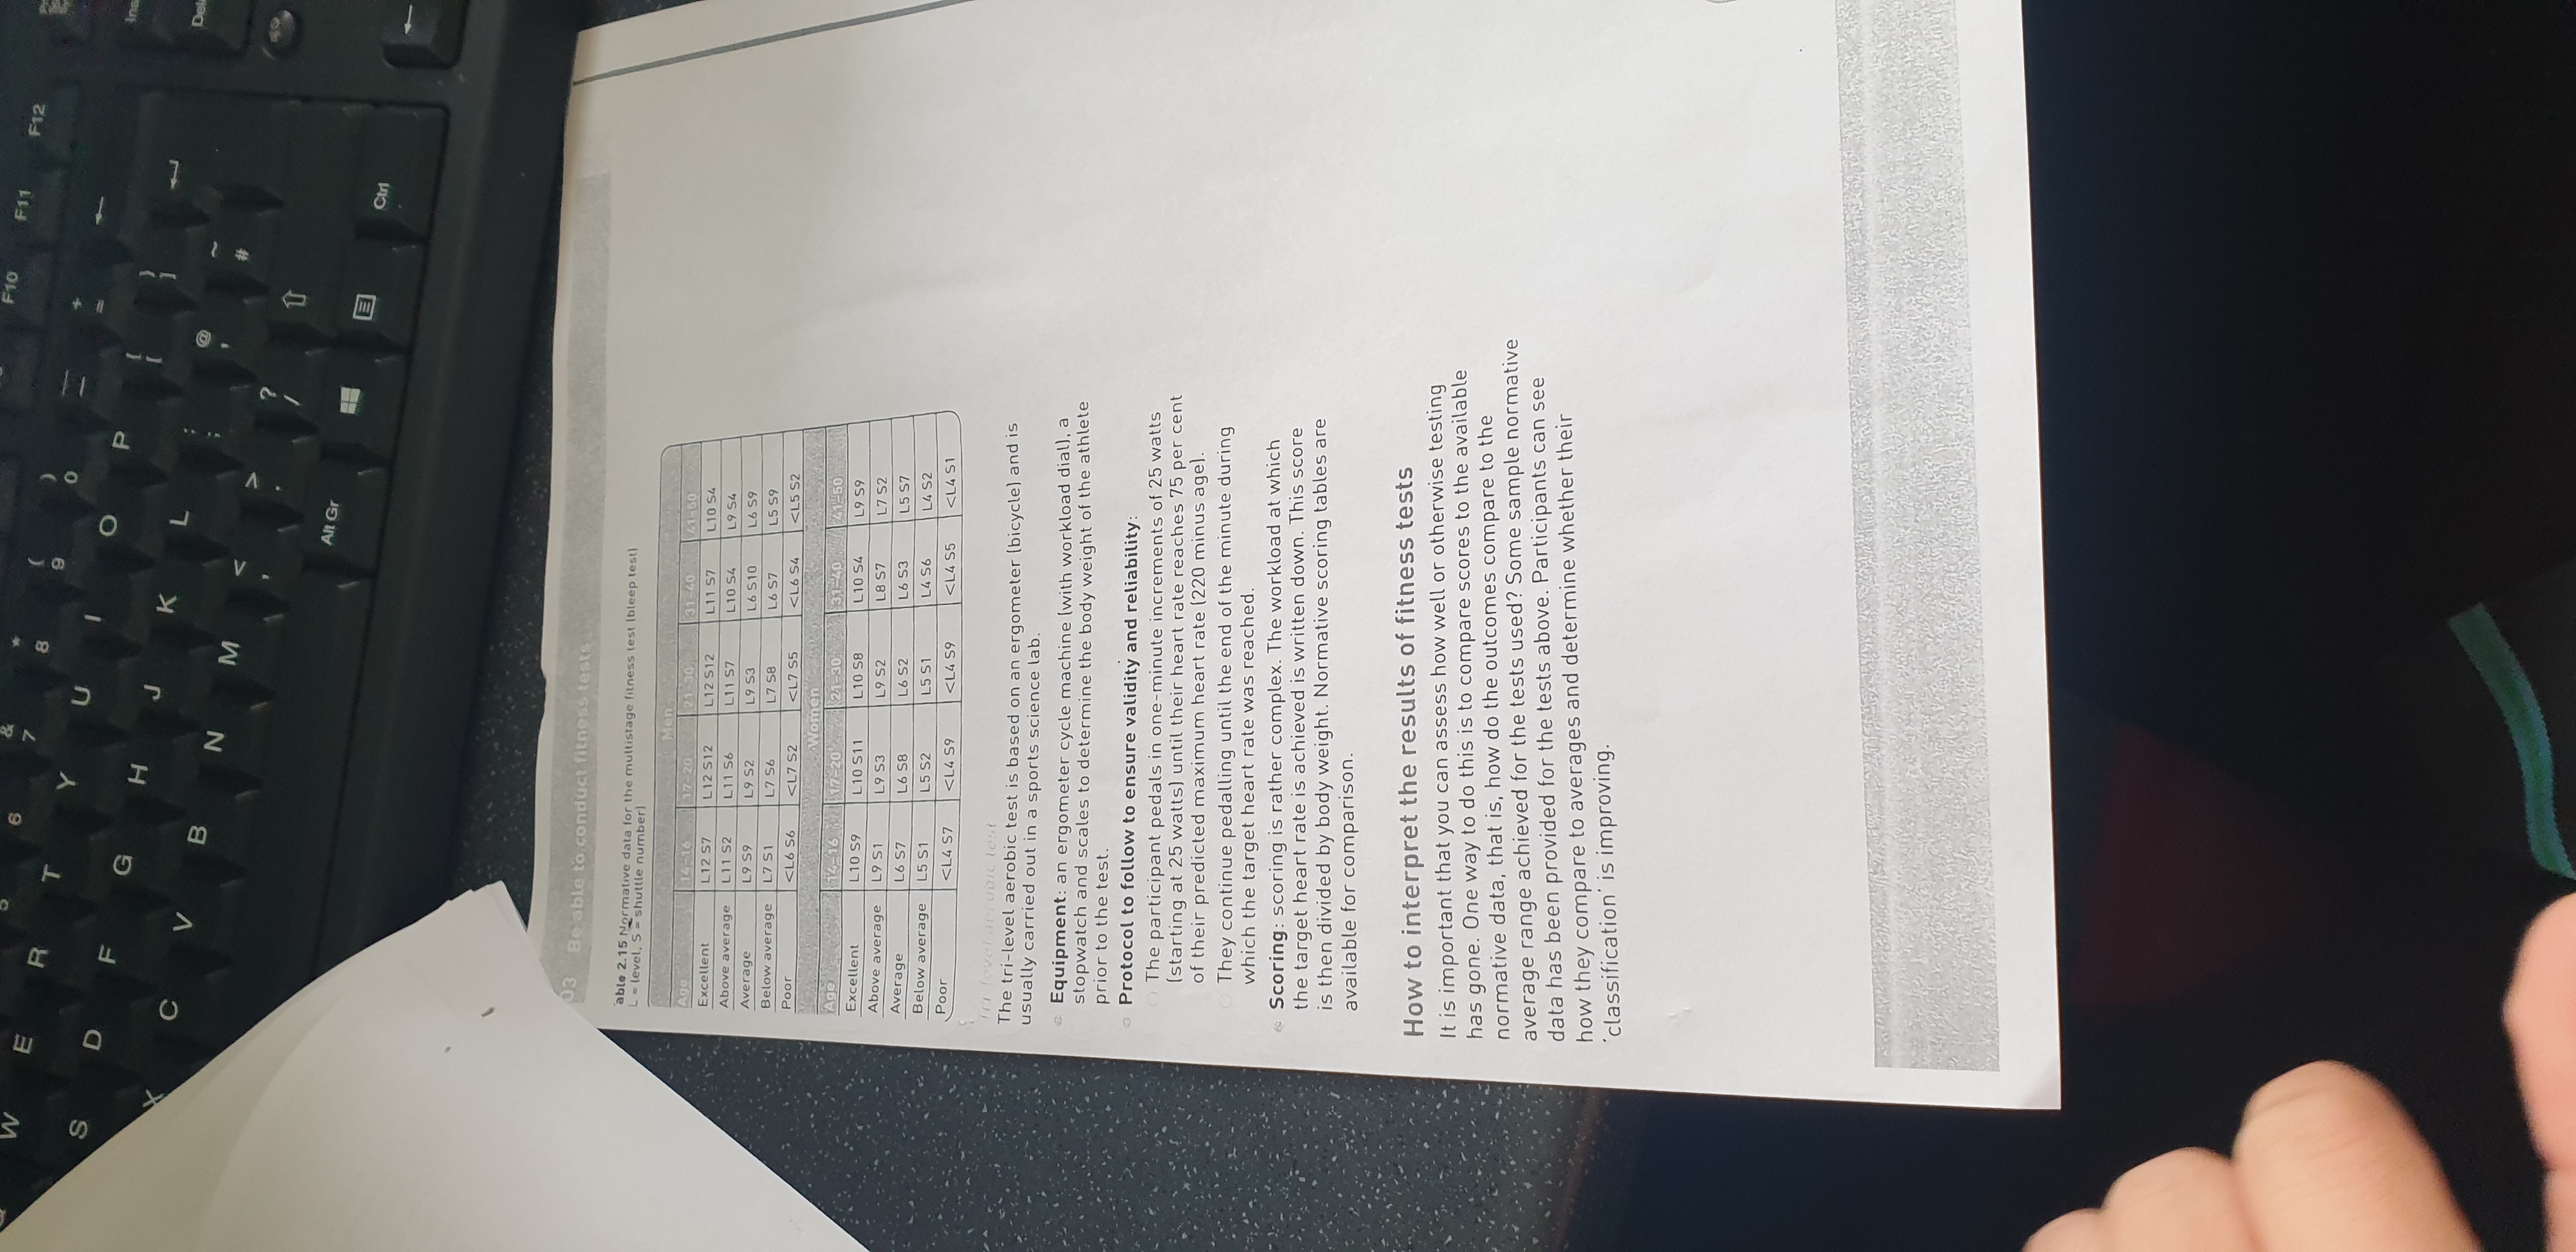 F10 F11 F12
W E R T Y U I O P
6 & 7 * 8 ( 9 ) 0 — + =
S D F G H J K L ; @ ' ~ #
{ [ } ]
Ins
Del
X C V B N M < , > . ? /
Alt Gr
Ctrl
03 Be able to conduct fitness tests
able 2.15 Normative data for the multistage fitness test (bleep test)
L = level, S = shuttle number)
Men
Age 14–16 17–20 21–30 31–40 41–50
Excellent L12 S7 L12 S12 L12 S12 L11 S7 L10 S4
Above average L11 S2 L11 S6 L11 S7 L10 S4 L9 S4
Average L9 S9 L9 S2 L9 S3 L6 S10 L6 S9
Below average L7 S1 L7 S6 L7 S8 L6 S7 L5 S9
Poor <L6 S6 <L7 S2 <L7 S5 <L6 S4 <L5 S2
Women
Age 14–16 17–20 21–30 31–40 41–50
Excellent L10 S9 L10 S11 L10 S8 L10 S4 L9 S9
Above average L9 S1 L9 S3 L9 S2 L8 S7 L7 S2
Average L6 S7 L6 S8 L6 S2 L6 S3 L5 S7
Below average L5 S1 L5 S2 L5 S1 L4 S6 L4 S2
Poor <L4 S7 <L4 S9 <L4 S9 <L4 S5 <L4 S1
Tri-level aerobic test
The tri-level aerobic test is based on an ergometer (bicycle) and is
usually carried out in a sports science lab.
Equipment: an ergometer cycle machine (with workload dial), a
stopwatch and scales to determine the body weight of the athlete
prior to the test.
Protocol to follow to ensure validity and reliability:
The participant pedals in one-minute increments of 25 watts
(starting at 25 watts) until their heart rate reaches 75 per cent
of their predicted maximum heart rate (220 minus age).
They continue pedalling until the end of the minute during
which the target heart rate was reached.
Scoring: scoring is rather complex. The workload at which
the target heart rate is achieved is written down. This score
is then divided by body weight. Normative scoring tables are
available for comparison.
How to interpret the results of fitness tests
It is important that you can assess how well or otherwise testing
has gone. One way to do this is to compare scores to the available
normative data, that is, how do the outcomes compare to the
average range achieved for the tests used? Some sample normative
data has been provided for the tests above. Participants can see
how they compare to averages and determine whether their
'classification' is improving.